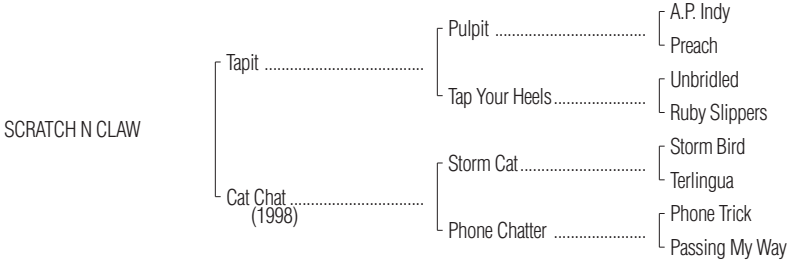 A.P. Indy
Pulpit ......................................
Preach
Tapit ........................................
Unbridled
Tap Your Heels .......................
Ruby Slippers
SCRATCH N CLAW
Storm Bird
Storm Cat ................................
Terlingua
Cat Chat ..................................
(1998)
Phone Trick
Phone Chatter .......................
Passing My Way